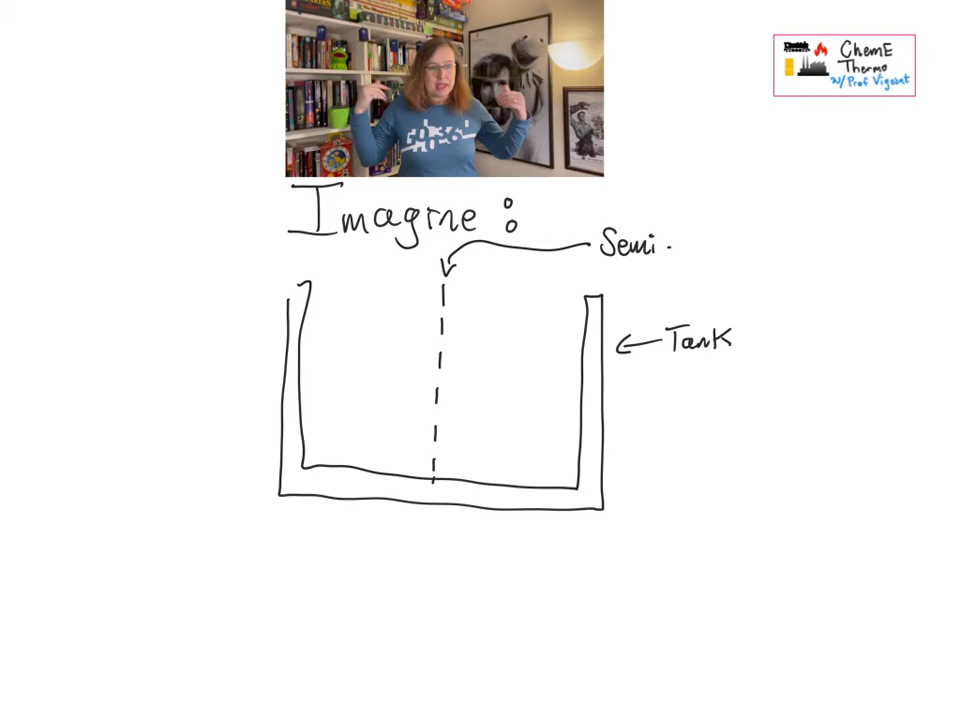 ChemE
Thermo
w/ Prof Vigeant
Imagine:
Semi-
Tank